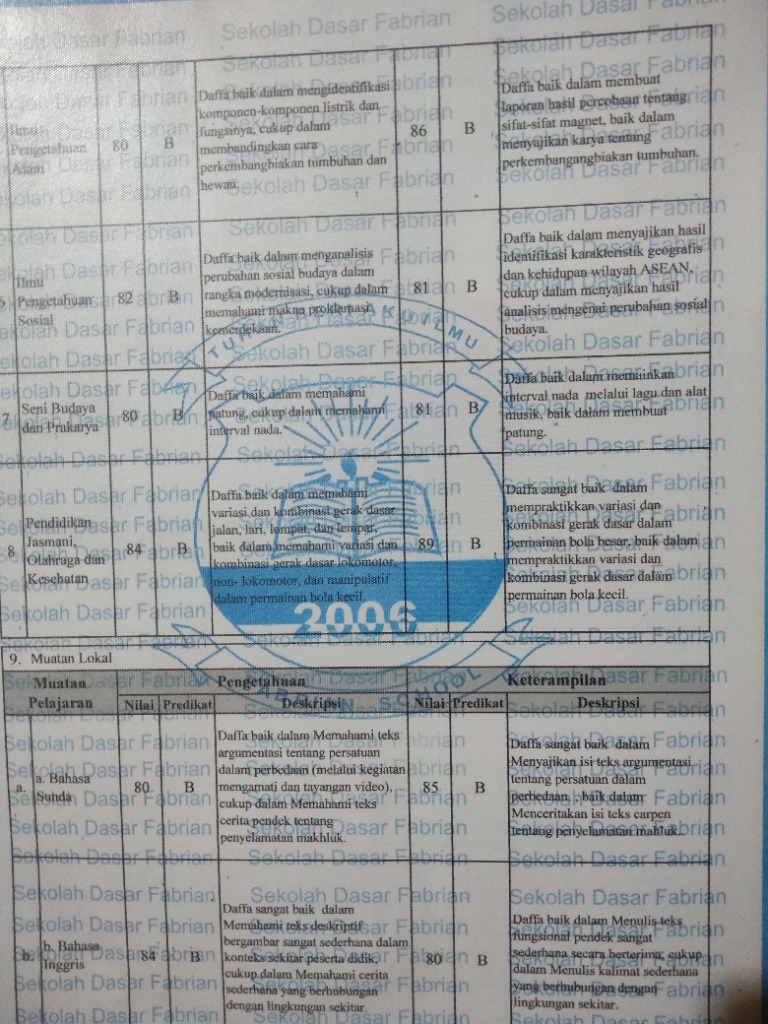 Ilmu
Pengetahuan
Alam
80
B
Daffa baik dalam mengidentifikasi
komponen-komponen listrik dan
fungsinya, cukup dalam
membandingkan cara
perkembangbiakan tumbuhan dan
hewan.
86
B
Daffa baik dalam membuat
laporan hasil percobaan tentang
sifat-sifat magnet, baik dalam
menyajikan karya tentang
perkembangangbiakan tumbuhan.
Ilmu
Pengetahuan
Sosial
82
B
Daffa baik dalam menganalisis
perubahan sosial budaya dalam
rangka modernisasi, cukup dalam
memahami makna proklamasi
kemerdekaan.
81
B
Daffa baik dalam menyajikan hasil
identifikasi karakteristik geografis
dan kehidupan wilayah ASEAN,
cukup dalam menyajikan hasil
analisis mengenai perubahan sosial
budaya.
7
Seni Budaya
dan Prakarya
80
B
Daffa baik dalam memahami
patung, cukup dalam memahami
interval nada.
81
B
Daffa baik dalam memainkan
interval nada melalui lagu dan alat
musik, baik dalam membuat
patung.
8
Pendidikan
Jasmani,
Olahraga dan
Kesehatan
84
B
Daffa baik dalam memahami
variasi dan kombinasi gerak dasar
jalan, lari, lompat, dan lempar,
baik dalam memahami variasi dan
kombinasi gerak dasar lokomotor,
non- lokomotor, dan manipulatif
dalam permainan bola kecil.
89
B
Daffa sangat baik dalam
mempraktikkan variasi dan
kombinasi gerak dasar dalam
permainan bola besar, baik dalam
mempraktikkan variasi dan
kombinasi gerak dasar dalam
permainan bola kecil.
2006
9. Muatan Lokal
Muatan
Pelajaran
Pengetahuan
Keterampilan
Nilai Predikat Deskripsi Nilai Predikat Deskripsi
a.
a. Bahasa
Sunda
80
B
Daffa baik dalam Memahami teks
argumentasi tentang persatuan
dalam perbedaan (melalui kegiatan
mengamati dan tayangan video),
cukup dalam Memahami teks
cerita pendek tentang
penyelamatan makhluk.
85
B
Daffa sangat baik dalam
Menyajikan isi teks argumentasi
tentang persatuan dalam
perbedaan , baik dalam
Menceritakan isi teks carpen
tentang penyelamatan mahluk.
b.
b. Bahasa
Inggris
84
B
Daffa sangat baik dalam
Memahami teks deskriptif
bergambar sangat sederhana dalam
konteks sekitar peserta didik,
cukup dalam Memahami cerita
sederhana yang berhubungan
dengan lingkungan sekitar.
80
B
Daffa baik dalam Menulis teks
fungsional pendek sangat
sederhana secara berterima, cukup
dalam Menulis kalimat sederhana
yang berhubungan dengan
lingkungan sekitar.
Sekolah Dasar Fabrian